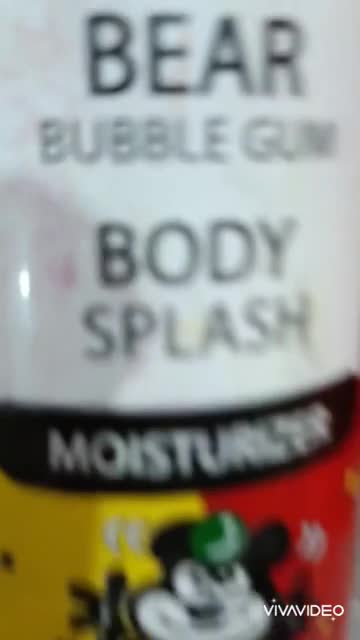 BEAR
BUBBLE GUM
BODY
SPLASH
MOISTURIZER
VIVAVIDEO